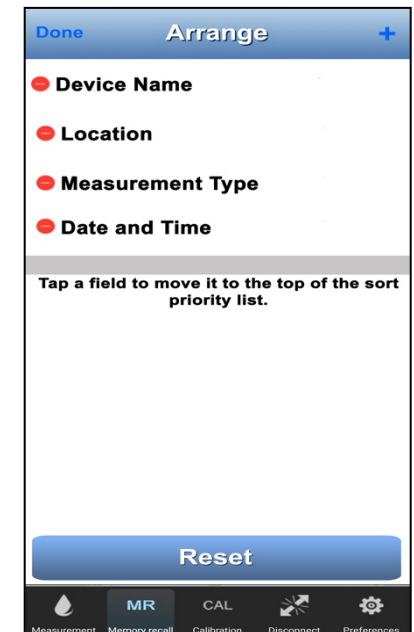 Done Arrange +
Device Name
Location
Measurement Type
Date and Time
Tap a field to move it to the top of the sort
priority list.
Reset
MR CAL
Measurement Memory recall Calibration Disconnect Preferences